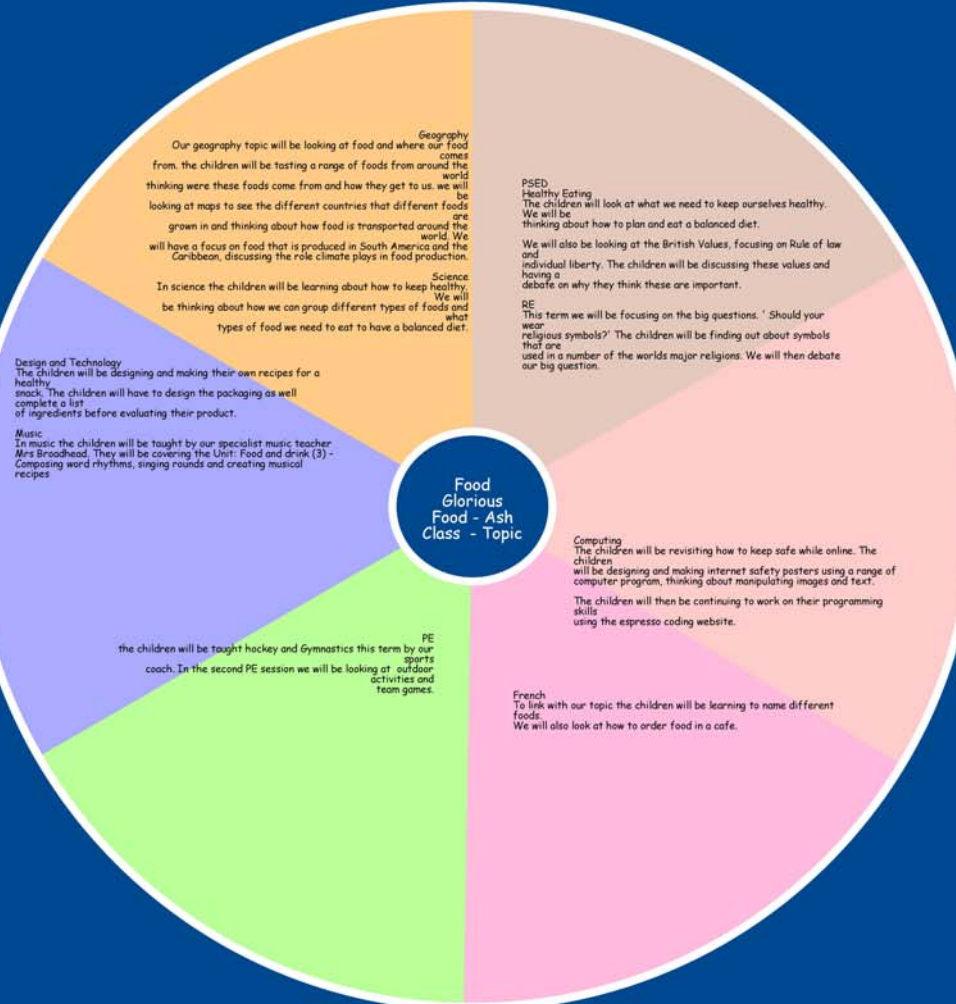 Geography
Our geography topic will be looking at food and where our food
comes
from. the children will be tasting a range of foods from around the
world
thinking were these foods come from and how they get to us. we will
be
looking at maps to see the different countries that different foods
are
grown in and thinking about how food is transported around the
world. We
will have a focus on food that is produced in South America and the
Caribbean, discussing the role climate plays in food production.
Science
In science the children will be learning about how to keep healthy.
We will
be thinking about how we can group different types of foods and
what
types of food we need to eat to have a balanced diet.
PSED
Healthy Eating
The children will look at what we need to keep ourselves healthy.
We will be
thinking about how to plan and eat a balanced diet.
We will also be looking at the British Values, focusing on Rule of law
and
individual liberty. The children will be discussing these values and
having a
debate on why they think these are important.
RE
This term we will be focusing on the big questions. ' Should your
wear
religious symbols?' The children will be finding out about symbols
that are
used in a number of the worlds major religions. We will then debate
our big question.
Design and Technology
The children will be designing and making their own recipes for a
healthy
snack. The children will have to design the packaging as well
complete a list
of ingredients before evaluating their product.
Music
In music the children will be taught by our specialist music teacher
Mrs Broadhead. They will be covering the Unit: Food and drink (3) -
Composing word rhythms, singing rounds and creating musical
recipes
Food
Glorious
Food - Ash
Class - Topic
Computing
The children will be revisiting how to keep safe while online. The
children
will be designing and making internet safety posters using a range of
computer program, thinking about manipulating images and text.
The children will then be continuing to work on their programming
skills
using the espresso coding website.
PE
the children will be taught hockey and Gymnastics this term by our
sports
coach. In the second PE session we will be looking at outdoor
activities and
team games.
French
To link with our topic the children will be learning to name different
foods.
We will also look at how to order food in a cafe.